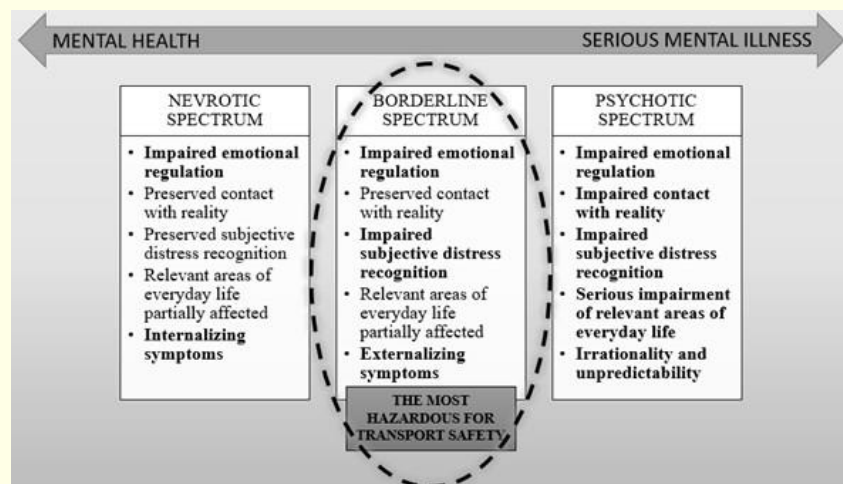 MENTAL HEALTH
SERIOUS MENTAL ILLNESS
NEVROTIC
SPECTRUM
• Impaired emotional
regulation
• Preserved contact
with reality
• Preserved subjective
distress recognition
• Relevant areas of
everyday life
partially affected
• Internalizing
symptoms
BORDERLINE
SPECTRUM
• Impaired emotional
regulation
• Preserved contact
with reality
• Impaired
subjective distress
recognition
• Relevant areas of
everyday life
partially affected
• Externalizing
symptoms
THE MOST
HAZARDOUS FOR
TRANSPORT SAFETY
PSYCHOTIC
SPECTRUM
• Impaired emotional
regulation
• Impaired contact
with reality
• Impaired
subjective distress
recognition
• Serious impairment
of relevant areas of
everyday life
• Irrationality and
unpredictability